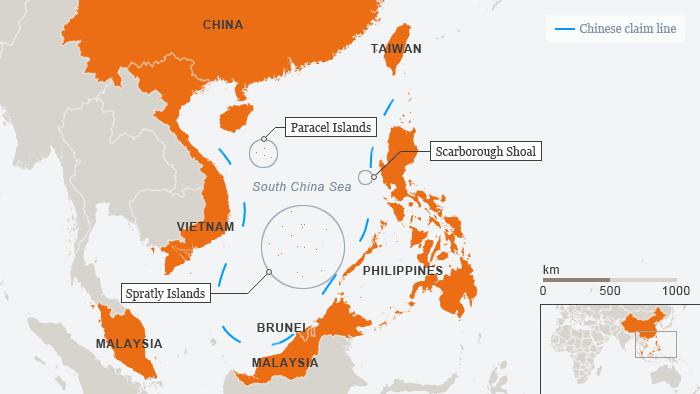 CHINA
Chinese claim line
TAIWAN
Paracel Islands
Scarborough Shoal
South China Sea
VIETNAM
PHILIPPINES
km
Spratly Islands
0 500 1000
BRUNEI
MALAYSIA
MALAYSIA